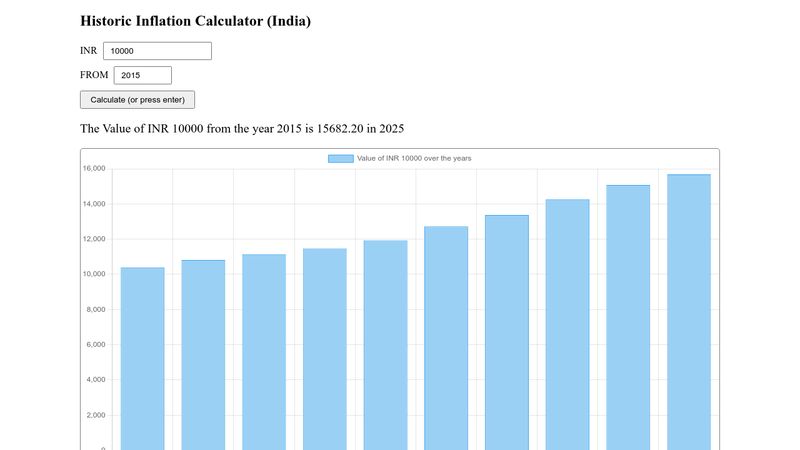 Historic Inflation Calculator (India)
INR 10000
FROM 2015
Calculate (or press enter)
The Value of INR 10000 from the year 2015 is 15682.20 in 2025
Value of INR 10000 over the years
16,000
14,000
12,000
10,000
8,000
6,000
4,000
2,000
0